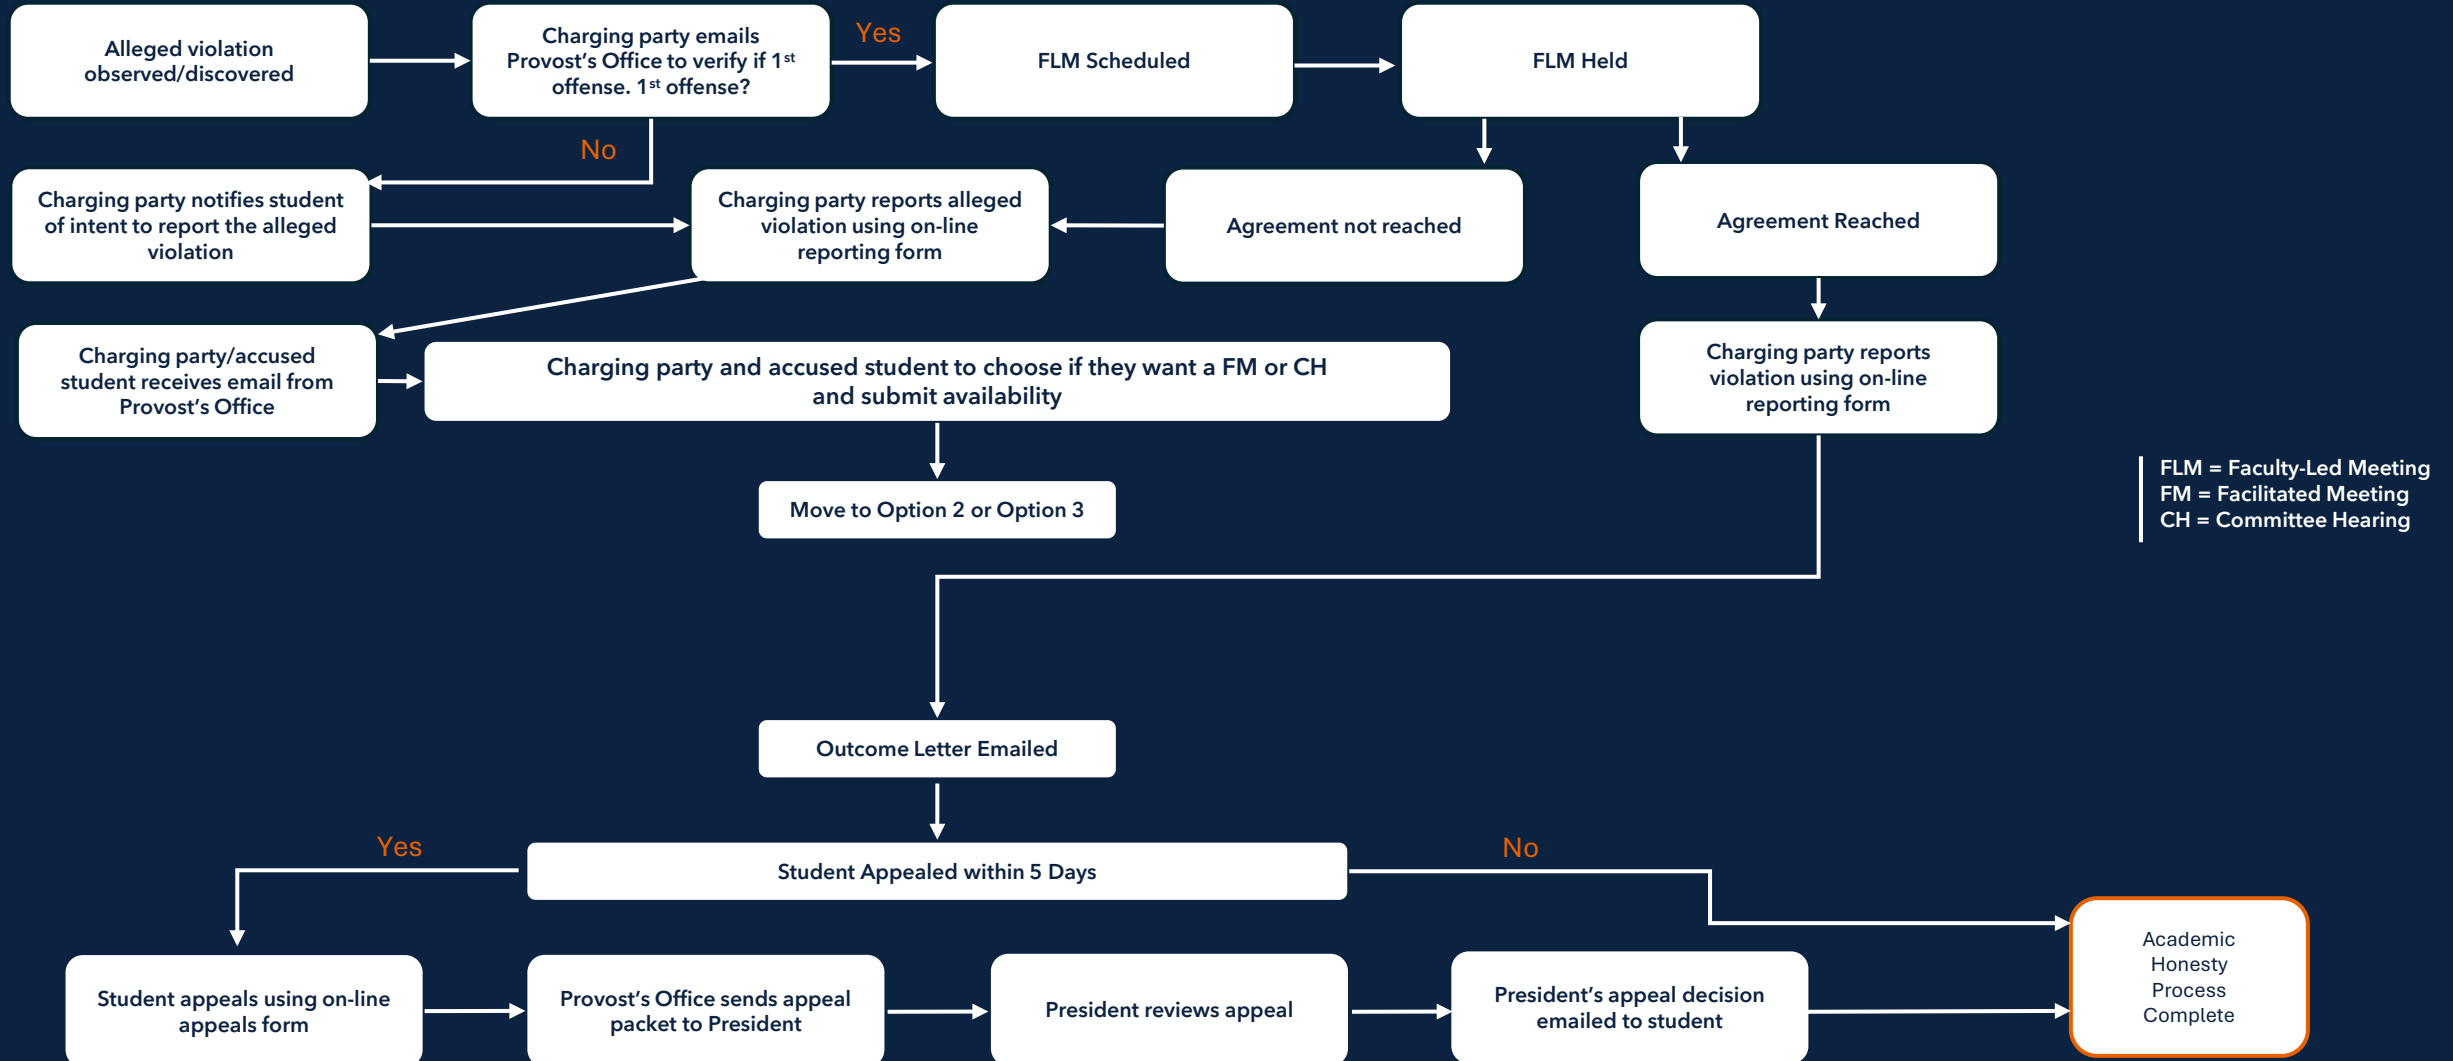 Alleged violation
observed/discovered
Charging party emails
Provost's Office to verify if 1st
offense. 1st offense?
Yes
FLM Scheduled
FLM Held
No
Charging party notifies student
of intent to report the alleged
violation
Charging party reports alleged
violation using on-line
reporting form
Agreement not reached
Agreement Reached
Charging party/accused
student receives email from
Provost's Office
Charging party and accused student to choose if they want a FM or CH
and submit availability
Charging party reports
violation using on-line
reporting form
Move to Option 2 or Option 3
FLM = Faculty-Led Meeting
FM = Facilitated Meeting
CH = Committee Hearing
Outcome Letter Emailed
Student Appealed within 5 Days
Yes
No
Student appeals using on-line
appeals form
Provost's Office sends appeal
packet to President
President reviews appeal
President's appeal decision
emailed to student
Academic
Honesty
Process
Complete